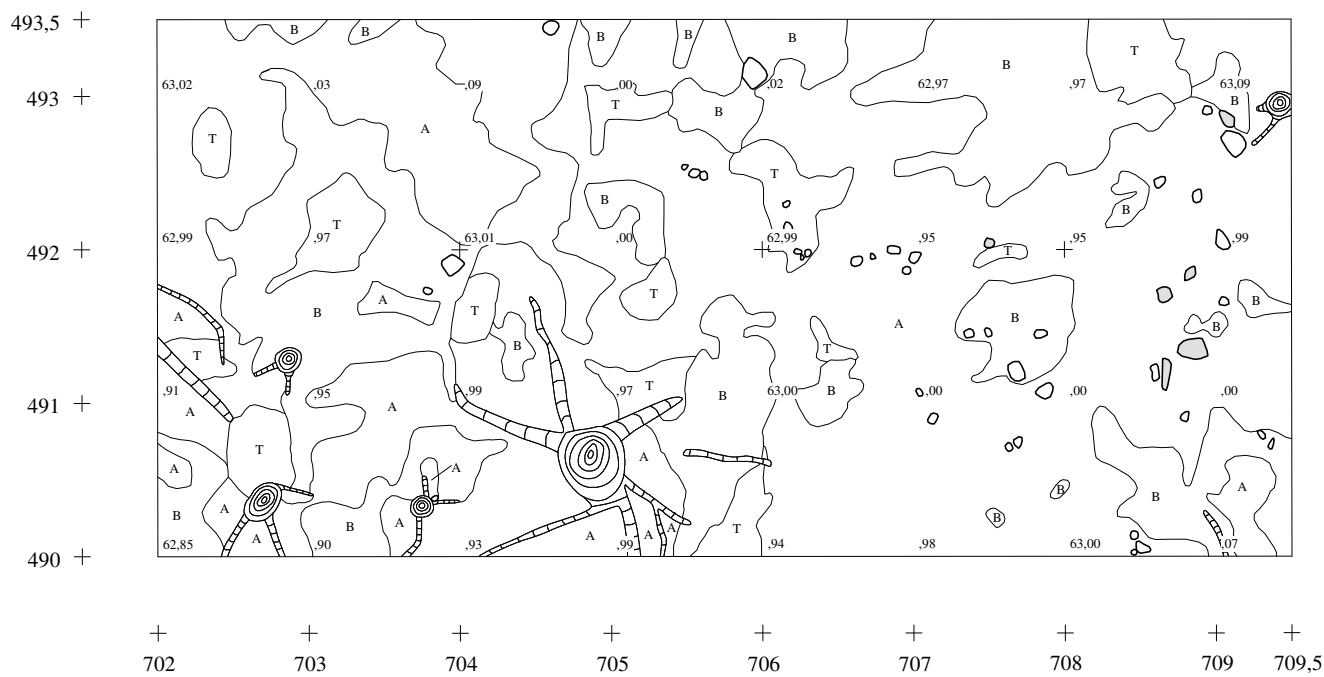 493,5
B B B B B
T B
63,02 ,03 ,09 ,00 ,02 62,97 ,97 63,09
493
T B B
A
T
T
B B
T
62,99 ,97 63,01 ,00 62,99 ,95 ,95 ,99
492
T
T
A B
A B T B A B B
B T
T
,91 ,95 ,99 ,97 63,00 ,00 ,00 ,00
491
T B B
A A
T A
A A
B A
B A A B A
B A T
A A A
62,85 ,90 ,93 ,99 ,94 ,98 63,00 ,07
490
702 703 704 705 706 707 708 709 709,5